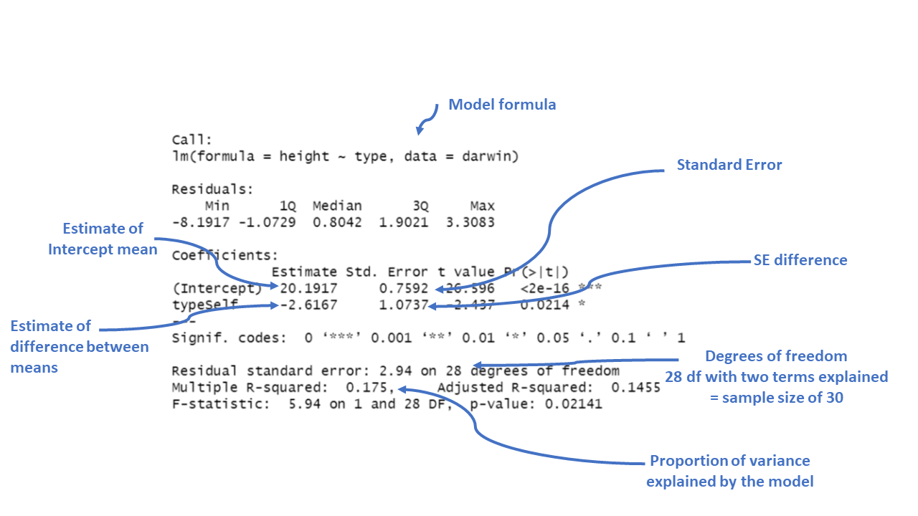 Model formula
Call:
lm(formula = height ~ type, data = darwin)
Standard Error
Residuals:
Min 1Q Median 3Q Max
-8.1917 -1.0729 0.8042 1.9021 3.3083
Estimate of
Intercept mean
Coefficients:
Estimate Std. Error t value Pr(>|t|)
(Intercept) 20.1917 0.7592 26.596 <2e-16 ***
typeSelf -2.6167 1.0737 -2.437 0.0214 *
---
SE difference
Estimate of
difference between
means
Signif. codes: 0 ‘***’ 0.001 ‘**’ 0.01 ‘*’ 0.05 ‘.’ 0.1 ‘ ’ 1
Residual standard error: 2.94 on 28 degrees of freedom
Multiple R-squared: 0.175, Adjusted R-squared: 0.1455
F-statistic: 5.94 on 1 and 28 DF, p-value: 0.02141
Degrees of freedom
28 df with two terms explained
= sample size of 30
Proportion of variance
explained by the model